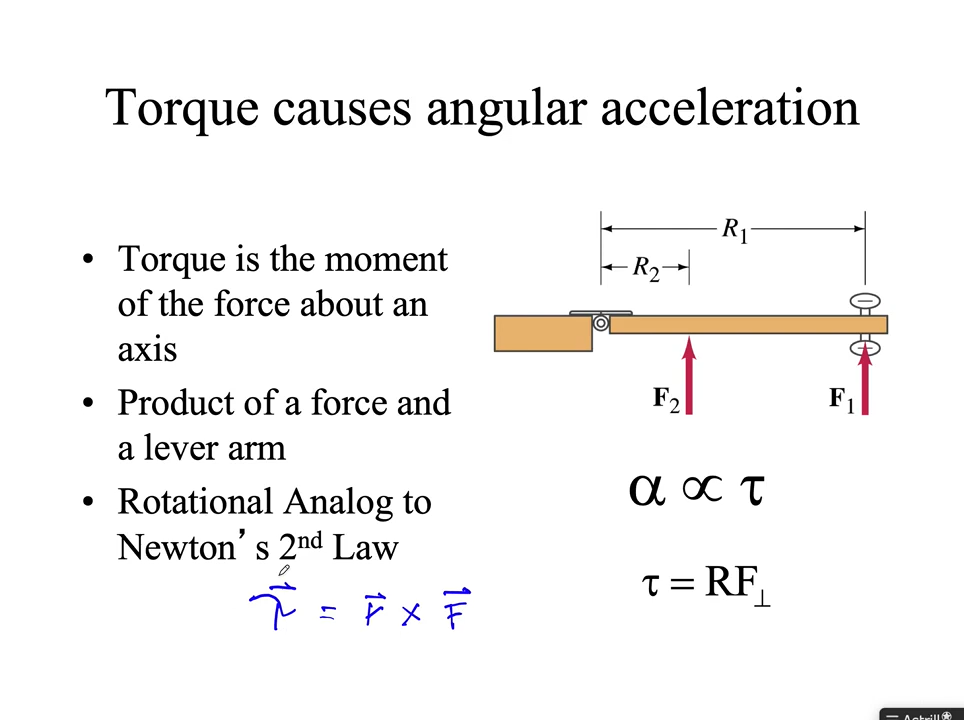 Torque causes angular acceleration
• Torque is the moment
of the force about an
axis
• Product of a force and
a lever arm
• Rotational Analog to
Newton’s 2nd Law
τ⃗ = r⃗ × F⃗
R1
R2
F2
F1
α ∝ τ
τ = RF⊥
Astrill